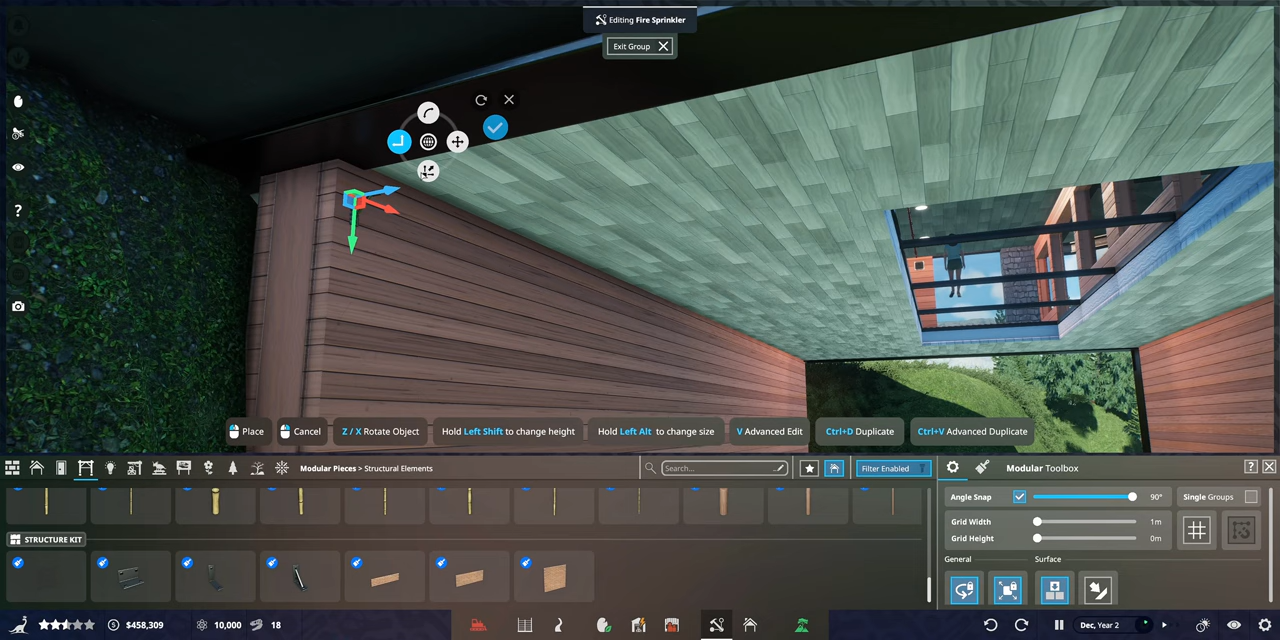 Editing Fire Sprinkler
Exit Group
?
Place
Cancel
Z / X Rotate Object
Hold Left Shift to change height
Hold Left Alt to change size
V Advanced Edit
Ctrl+D Duplicate
Ctrl+V Advanced Duplicate
Modular Pieces > Structural Elements
Search...
Filter Enabled
Modular Toolbox
?
Angle Snap
90°
Single Groups
Grid Width
1m
Grid Height
0m
General
Surface
STRUCTURE KIT
$458,309
10,000
18
Dec, Year 2